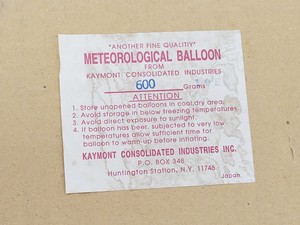 "ANOTHER FINE QUALITIY"
METEOROLOGICAL BALLOON
FROM
KAYMONT CONSOLIDATED INDUSTRIES
600 Grams
ATTENTION
1. Store unopened balloons in cool,dry area.
2. Avoid storage in below freezing temperatures
3. Avoid direct exposure to sunlight.
4. If balloon has beer. subjected to very low
temperatures allow sufficient time for
balloon to warm-up before inflating.
KAYMONT CONSOLIDATED INDUSTRIES INC.
P.O. BOX 348
Huntington Station, N.Y. 11746
Japan.